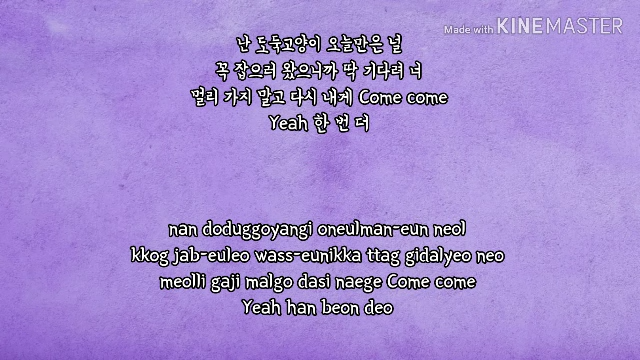 Made with KINEMASTER
난 도둑고양이 오늘만은 널
꼭 잡으러 왔으니까 딱 기다려 너
멀리 가지 말고 다시 내게 Come come
Yeah 한 번 더
nan doduggoyangi oneulman-eun neol
kkog jab-euleo wass-eunikka ttag gidalyeo neo
meolli gaji malgo dasi naege Come come
Yeah han beon deo